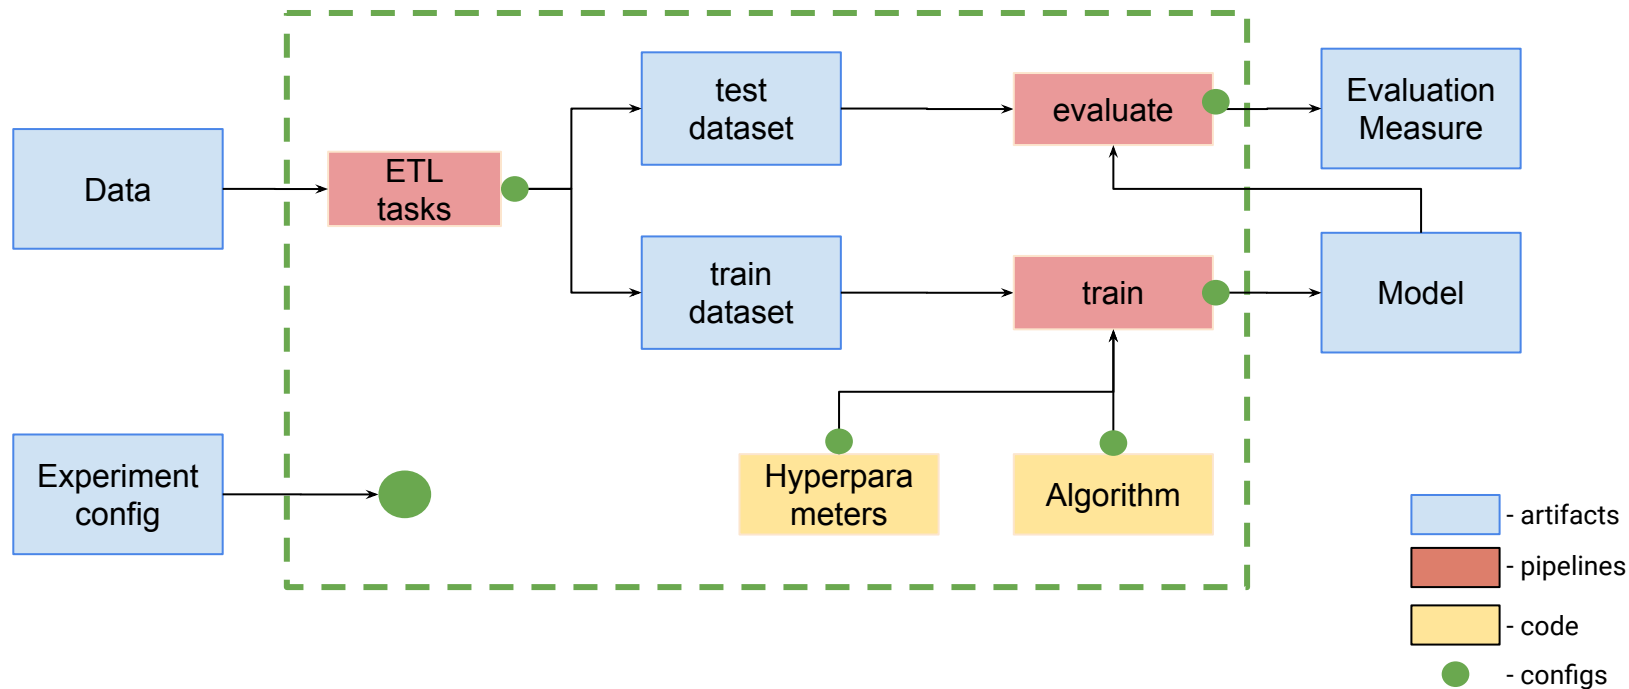 Data
ETL
tasks
test
dataset
evaluate
Evaluation
Measure
train
dataset
train
Model
Experiment
config
Hyperpara
meters
Algorithm
- artifacts
- pipelines
- code
- configs